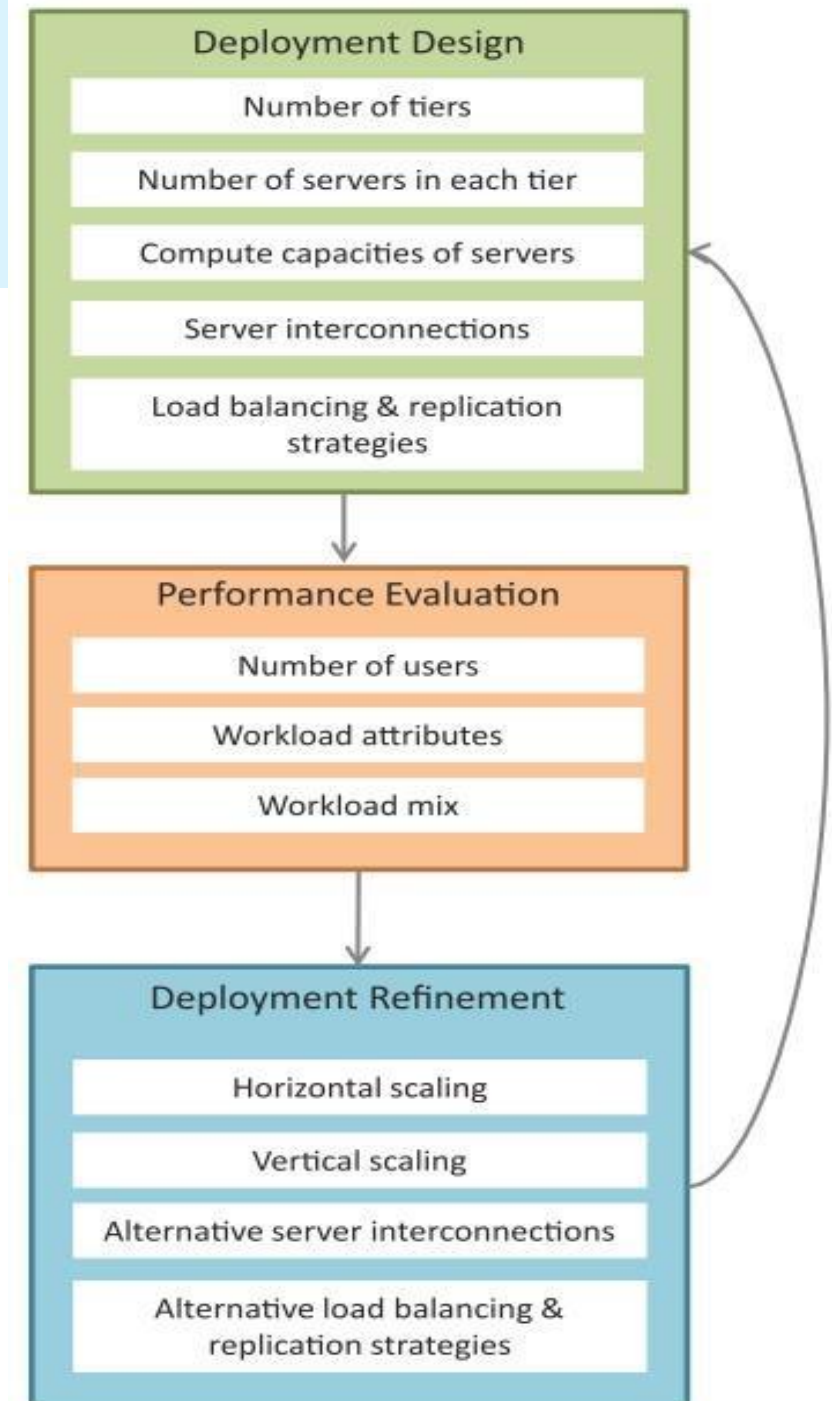 Deployment Design
Number of tiers
Number of servers in each tier
Compute capacities of servers
Server interconnections
Load balancing & replication
strategies
Performance Evaluation
Number of users
Workload attributes
Workload mix
Deployment Refinement
Horizontal scaling
Vertical scaling
Alternative server interconnections
Alternative load balancing &
replication strategies